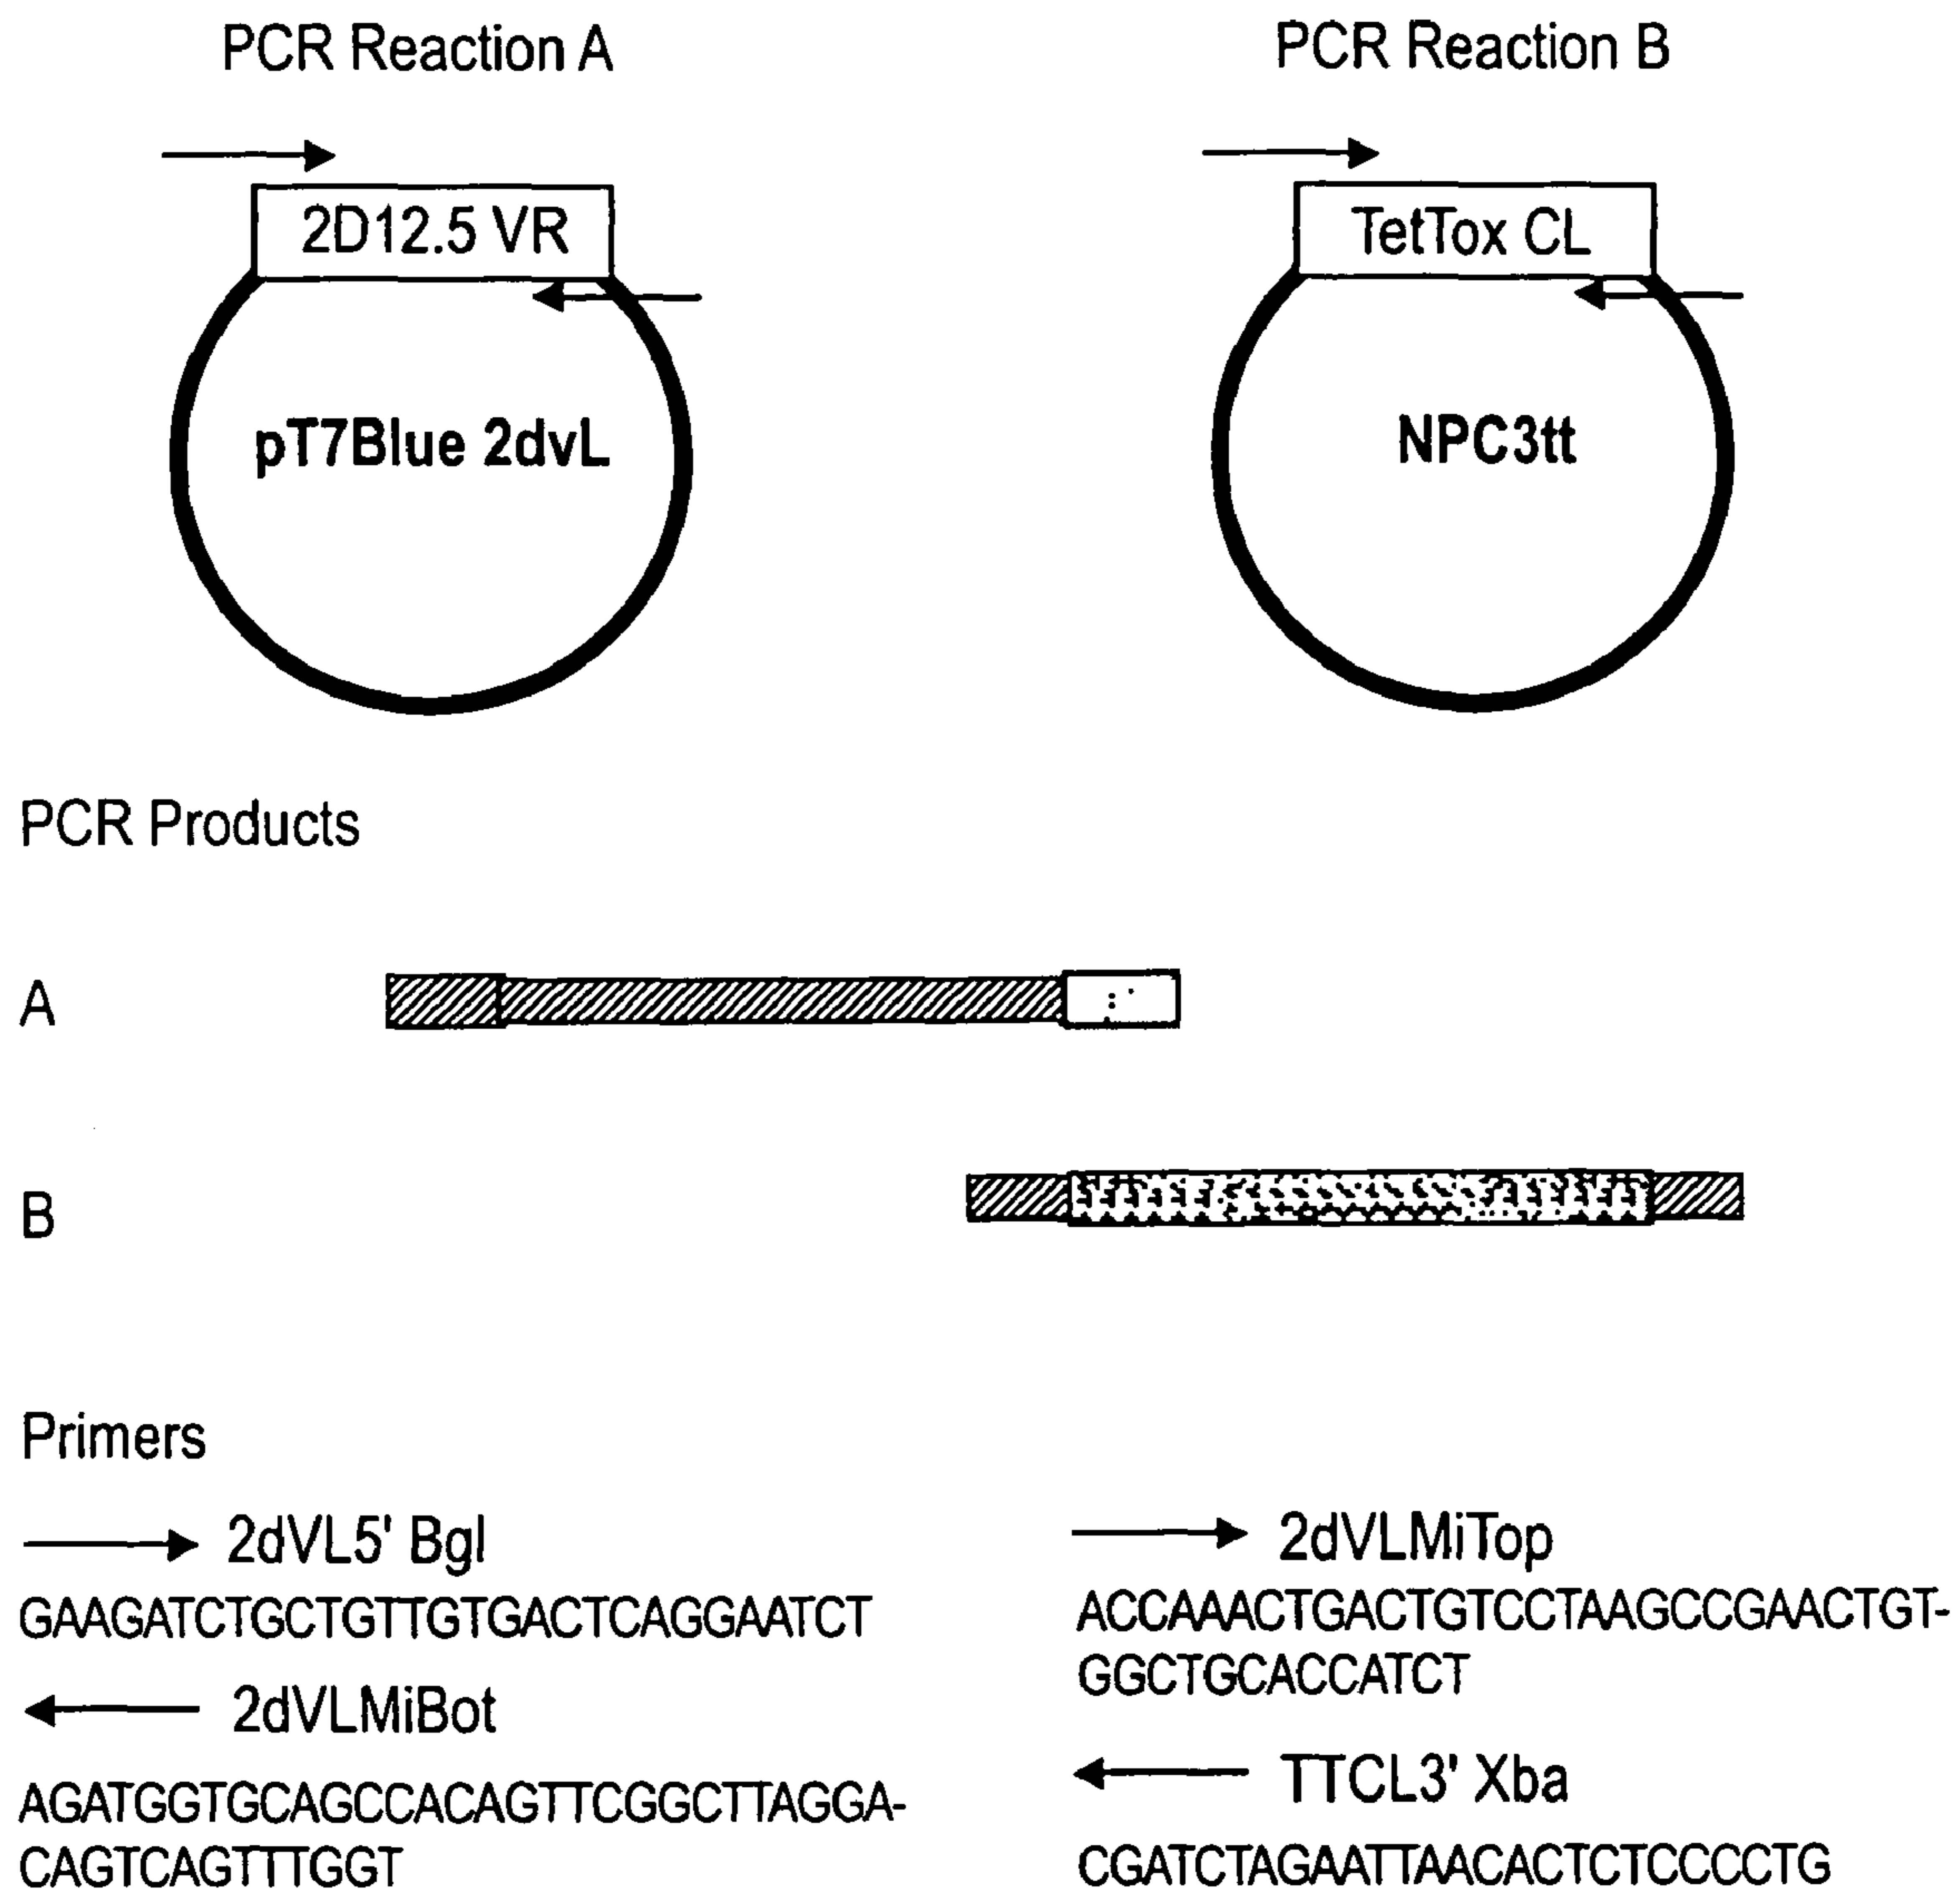 PCR Reaction A
PCR Reaction B
2D12.5 VR
TetTox CL
pT7Blue 2dvL
NPC3tt
PCR Products
A
B
Primers
2dVL5' Bgl
GAAGATCTGCTGTTGTGACTCAGGAATCT
2dVLMiBot
AGATGGTGCAGCCACAGTTCGGCTTAGGA-
CAGTCAGTTTGGT
2dVLMiTop
ACCAAACTGACTGTCCTAAGCCGAACTGT-
GGCTGCACCATCT
TTCL3' Xba
CGATCTAGAATTAACACTCTCCCCTG